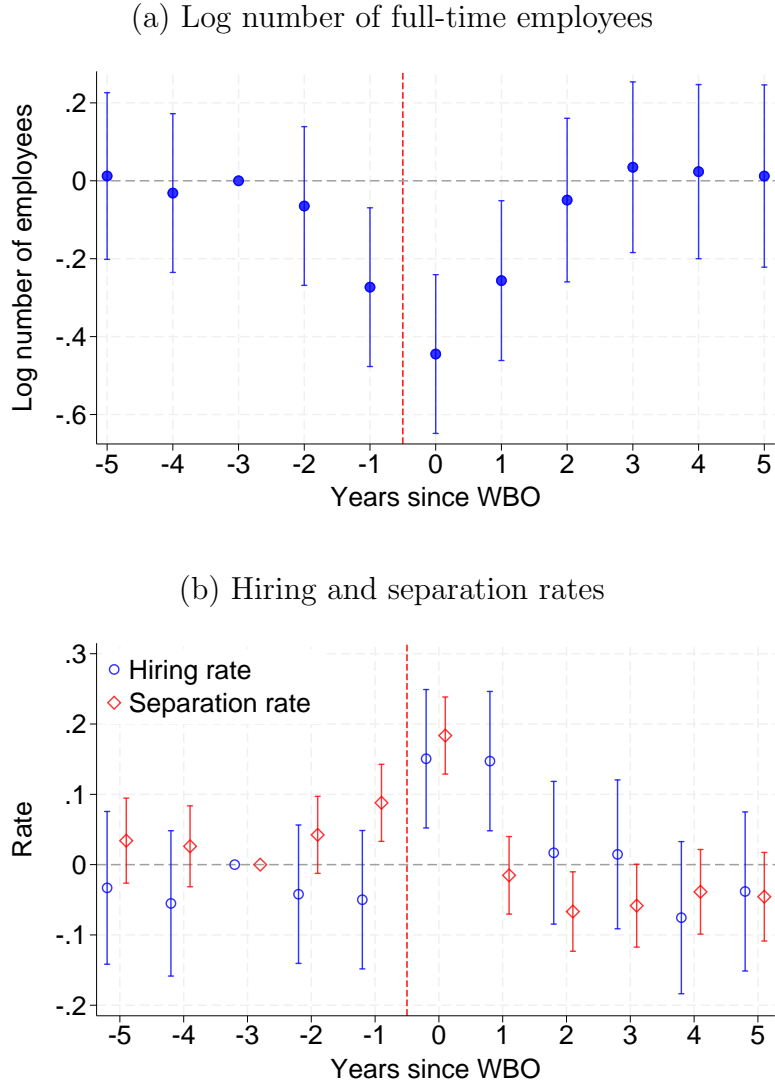 (a) Log number of full-time employees
Log number of employees
.2
0
-.2
-.4
-.6
-5 -4 -3 -2 -1 0 1 2 3 4 5
Years since WBO
(b) Hiring and separation rates
Rate
.3
.2
.1
0
-.1
-.2
Hiring rate
Separation rate
-5 -4 -3 -2 -1 0 1 2 3 4 5
Years since WBO